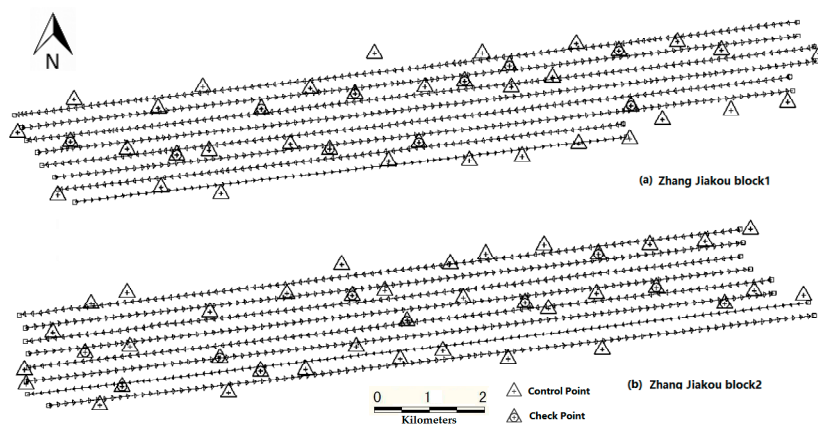 N
(a) Zhang Jiakou block1
(b) Zhang Jiakou block2
0 1 2
Kilometers
Control Point
Check Point